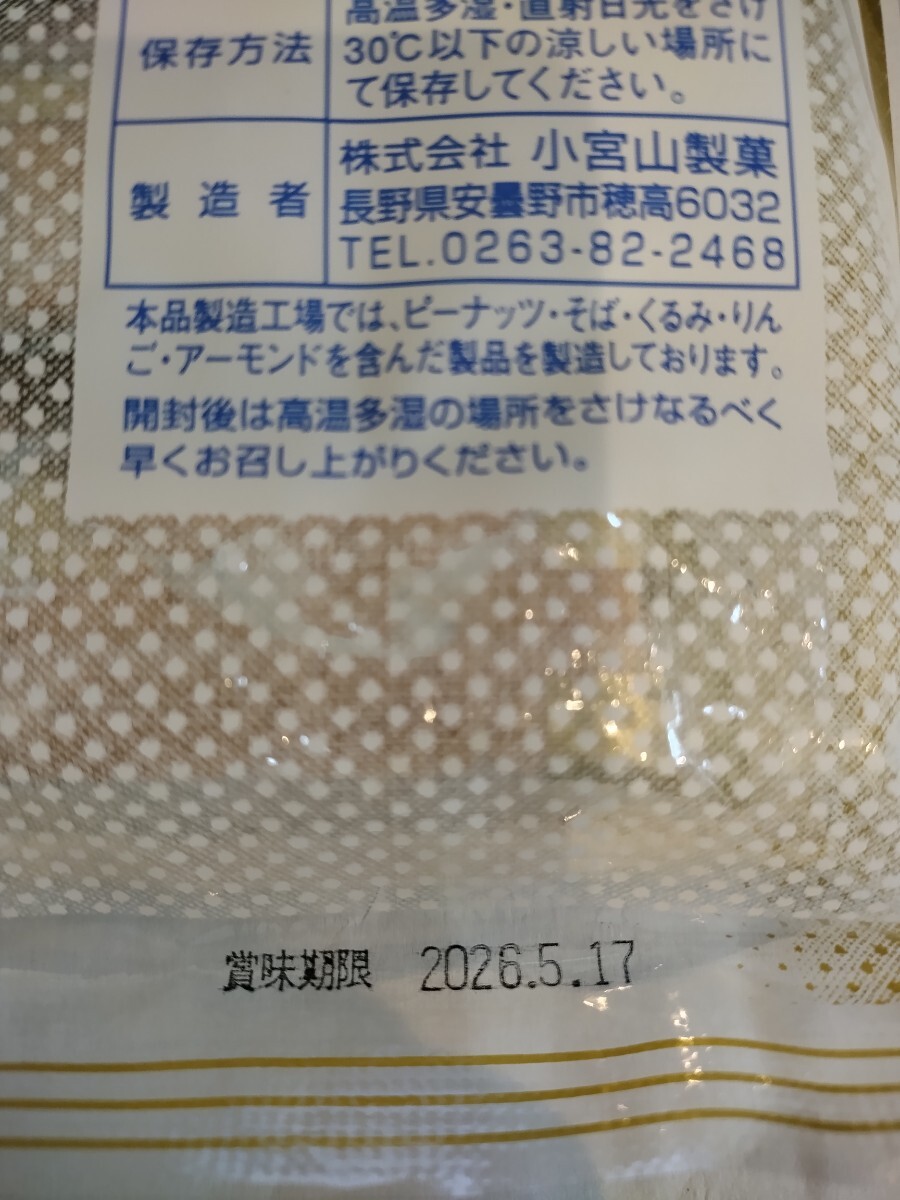 高温多湿・直射日光をさけ
保存方法 30℃以下の涼しい場所に
て保存してください。
株式会社 小宮山製菓
製造者 長野県安曇野市穂高6032
TEL.0263-82-2468
本品製造工場では、ピーナッツ・そば・くるみ・りん
ご・アーモンドを含んだ製品を製造しております。
開封後は高温多湿の場所をさけなるべく
早くお召し上がりください。
賞味期限 2026.5.17